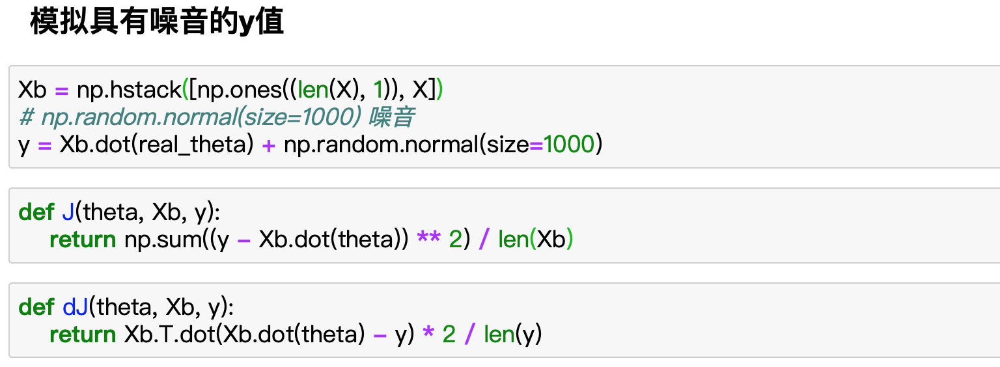 模拟具有噪音的y值
Xb = np.hstack([np.ones((len(X), 1)), X])
# np.random.normal(size=1000) 噪音
y = Xb.dot(real_theta) + np.random.normal(size=1000)
def J(theta, Xb, y):
    return np.sum((y - Xb.dot(theta)) ** 2) / len(Xb)
def dJ(theta, Xb, y):
    return Xb.T.dot(Xb.dot(theta) - y) * 2 / len(y)